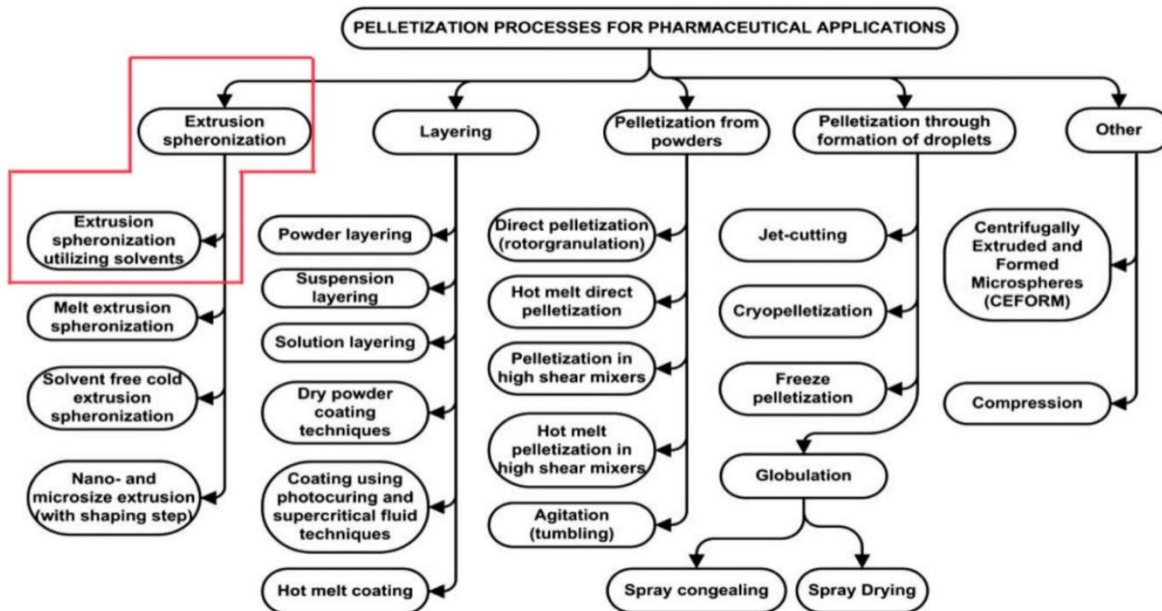 PELLETIZATION PROCESSES FOR PHARMACEUTICAL APPLICATIONS
Extrusion
spheronization
Layering
Pelletization from
powders
Pelletization through
formation of droplets
Other
Extrusion
spheronization
utilizing solvents
Melt extrusion
spheronization
Solvent free cold
extrusion
spheronization
Nano- and
microsize extrusion
(with shaping step)
Powder layering
Suspension
layering
Solution layering
Dry powder
coating
techniques
Coating using
photocuring and
supercritical fluid
techniques
Hot melt coating
Direct pelletization
(rotorgranulation)
Hot melt direct
pelletization
Pelletization in
high shear mixers
Hot melt
pelletization in
high shear mixers
Agitation
(tumbling)
Jet-cutting
Cryopelletization
Freeze
pelletization
Globulation
Spray congealing
Spray Drying
Centrifugally
Extruded and
Formed
Microspheres
(CEFORM)
Compression